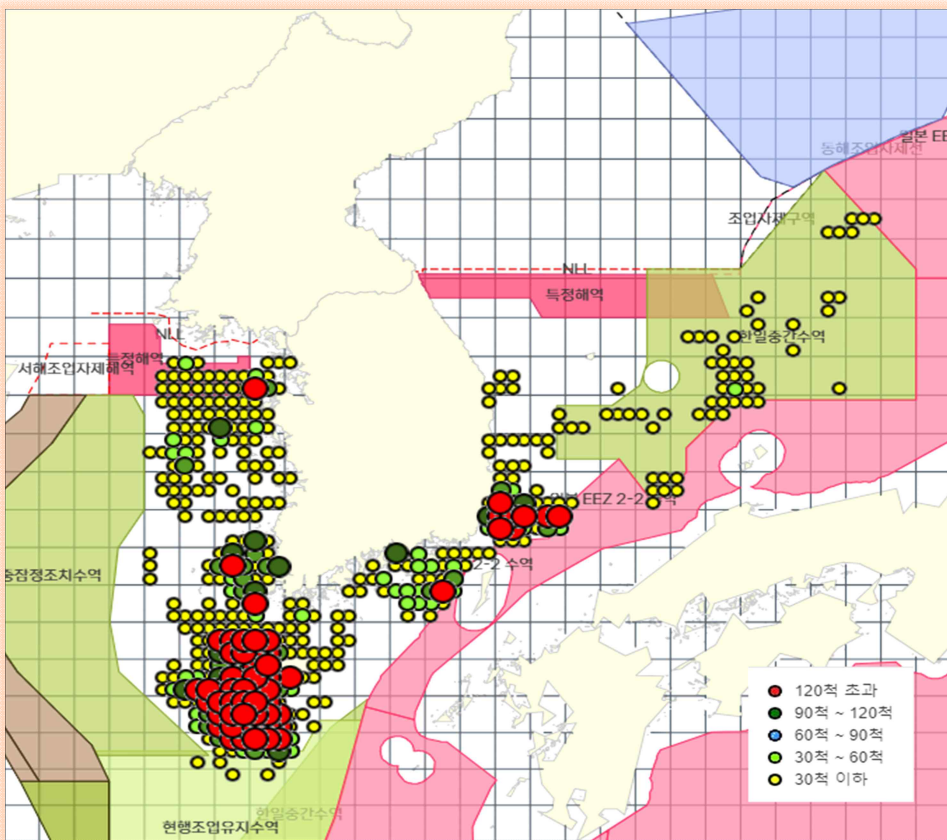 일본 EE
동해조업자제선
조업자제구역
NLL
특정해역
NLL
특정해역
서해조업자제해역
한일중간수역
EEZ 2-2
2-2 수역
중잠정조치수역
120척 초과
90척 ~ 120척
60척 ~ 90척
30척 ~ 60척
30척 이하
한일중간수역
현행조업유지수역